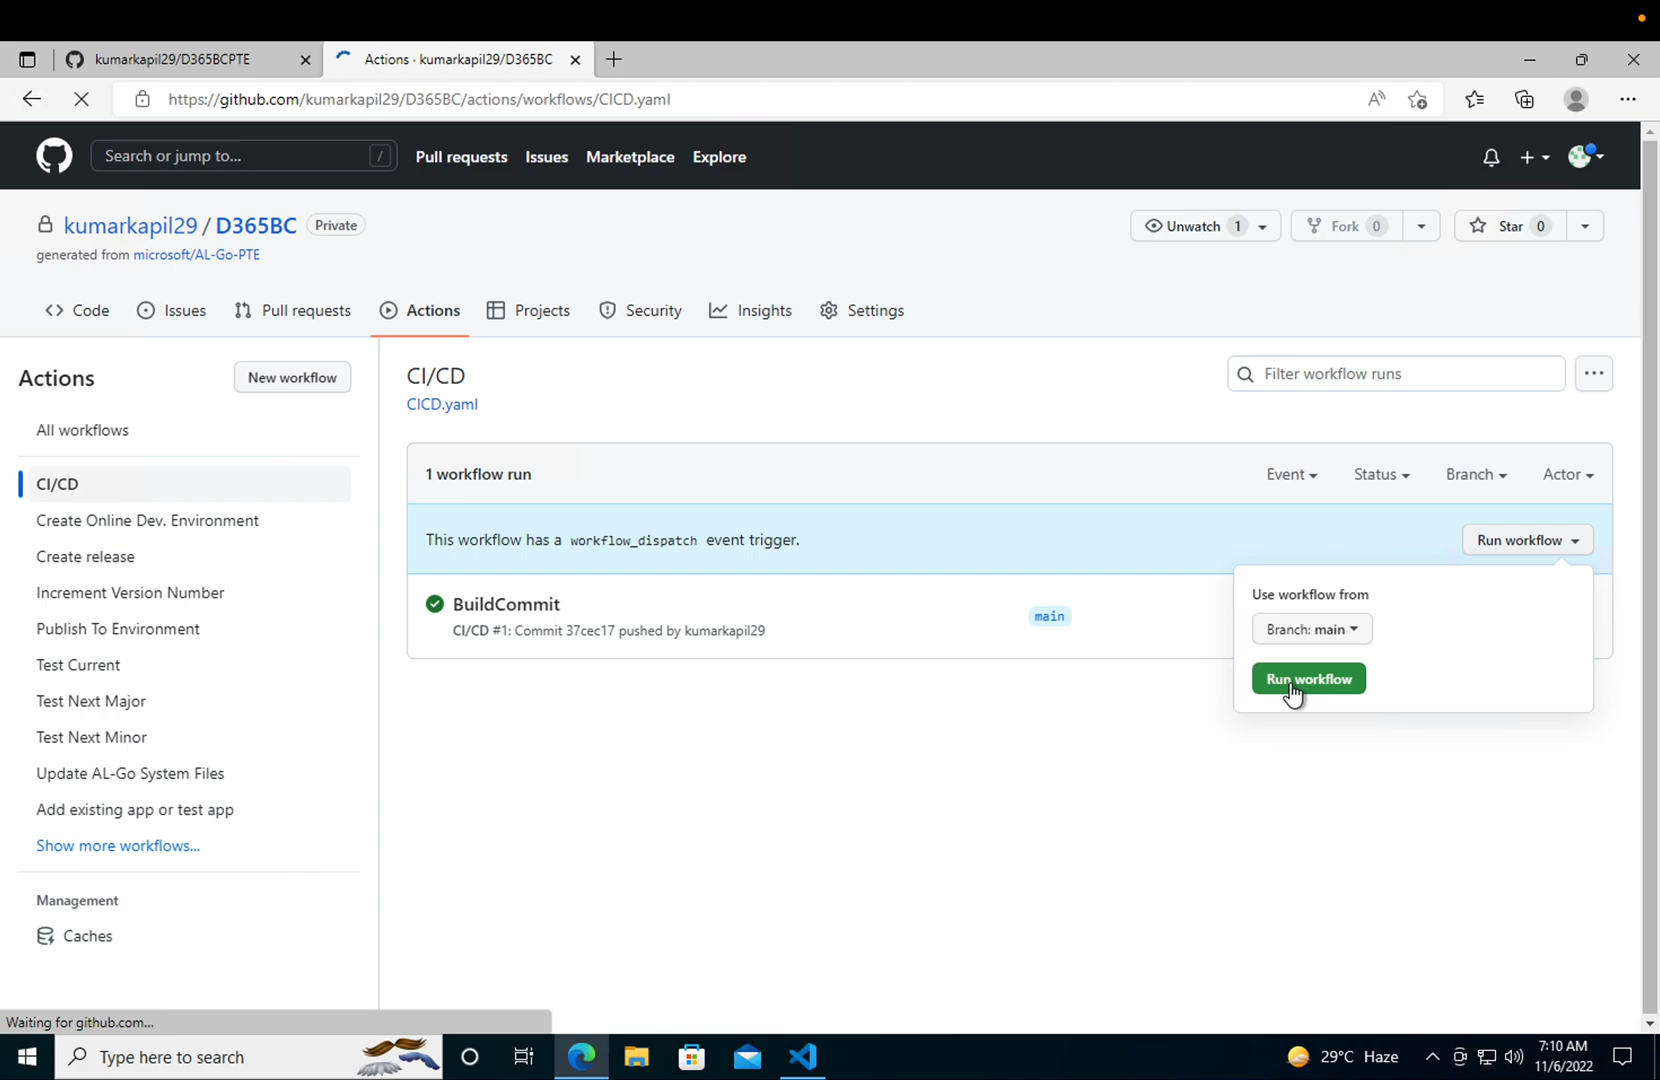 kumarkapil29/D365BCPTE
Actions · kumarkapil29/D365BC
https://github.com/kumarkapil29/D365BC/actions/workflows/CICD.yaml
Search or jump to... /
Pull requests Issues Marketplace Explore
kumarkapil29 / D365BC Private
Unwatch 1 Fork 0 Star 0
generated from microsoft/AL-Go-PTE
Code Issues Pull requests Actions Projects Security Insights Settings
Actions New workflow
All workflows
CI/CD
Create Online Dev. Environment
Create release
Increment Version Number
Publish To Environment
Test Current
Test Next Major
Test Next Minor
Update AL-Go System Files
Add existing app or test app
Show more workflows...
Management
Caches
CI/CD
CICD.yaml
Filter workflow runs
1 workflow run Event Status Branch Actor
This workflow has a workflow_dispatch event trigger. Run workflow
BuildCommit
CI/CD #1: Commit 37cec17 pushed by kumarkapil29
main
Use workflow from
Branch: main
Run workflow
Waiting for github.com...
Type here to search
29°C Haze
7:10 AM
11/6/2022